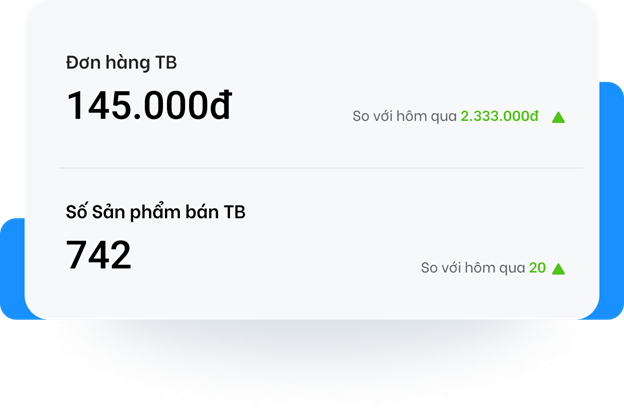 Đơn hàng TB
145.000đ
So với hôm qua 2.333.000đ ▲
Số Sản phẩm bán TB
742
So với hôm qua 20 ▲